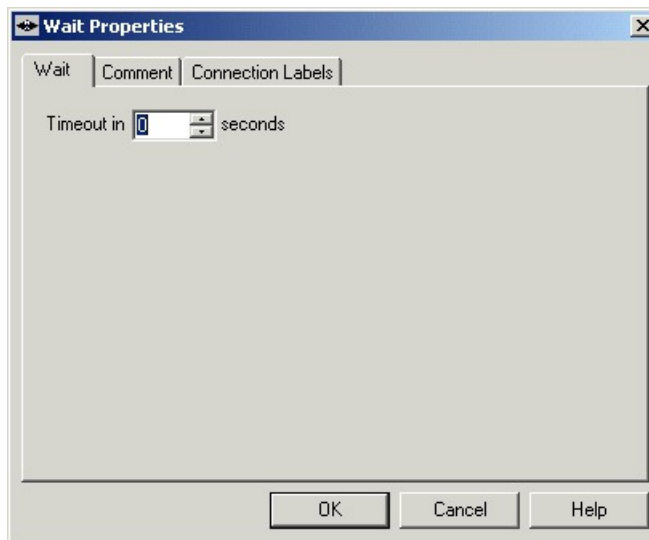 Wait Properties
Wait Comment Connection Labels
Timeout in 0 seconds
OK Cancel Help